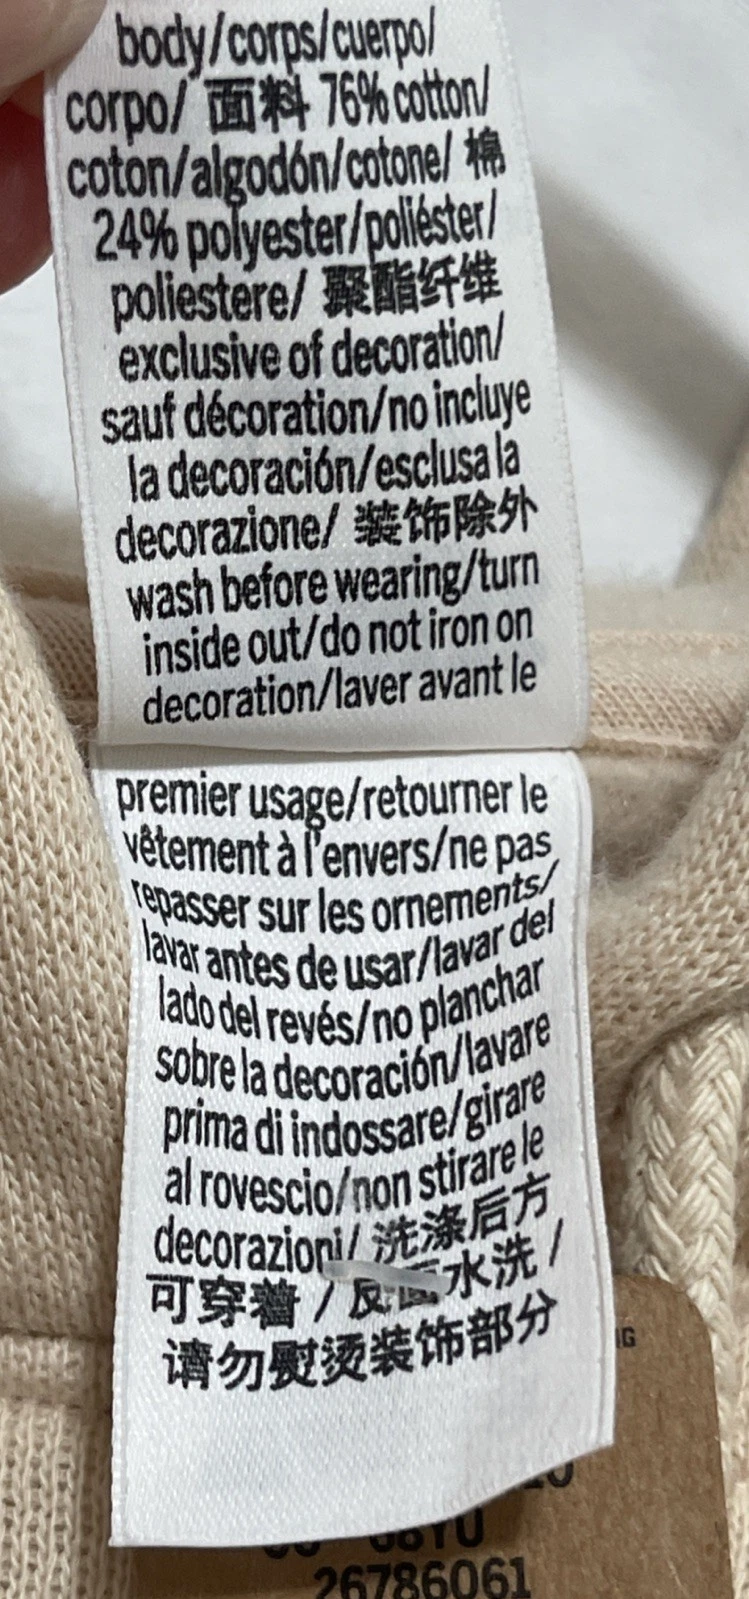 body/corps/cuerpo/
corpo/ 面料 76% cotton/
coton/algodón/cotone/ 棉
24% polyester/poliéster/
poliestere/ 聚酯纤维
exclusive of decoration/
sauf décoration/no incluye
la decoración/esclusa la
decorazione/ 装饰除外
wash before wearing/turn
inside out/do not iron on
decoration/laver avant le
premier usage/retourner le
vêtement à l'envers/ne pas
repasser sur les ornements/
lavar antes de usar/lavar del
lado del revés/no planchar
sobre la decoración/lavare
prima di indossare/girare
al rovescio/non stirare le
decorazioni/ 洗涤后方
可穿着 / 反面水洗 /
请勿熨烫装饰部分
26786061